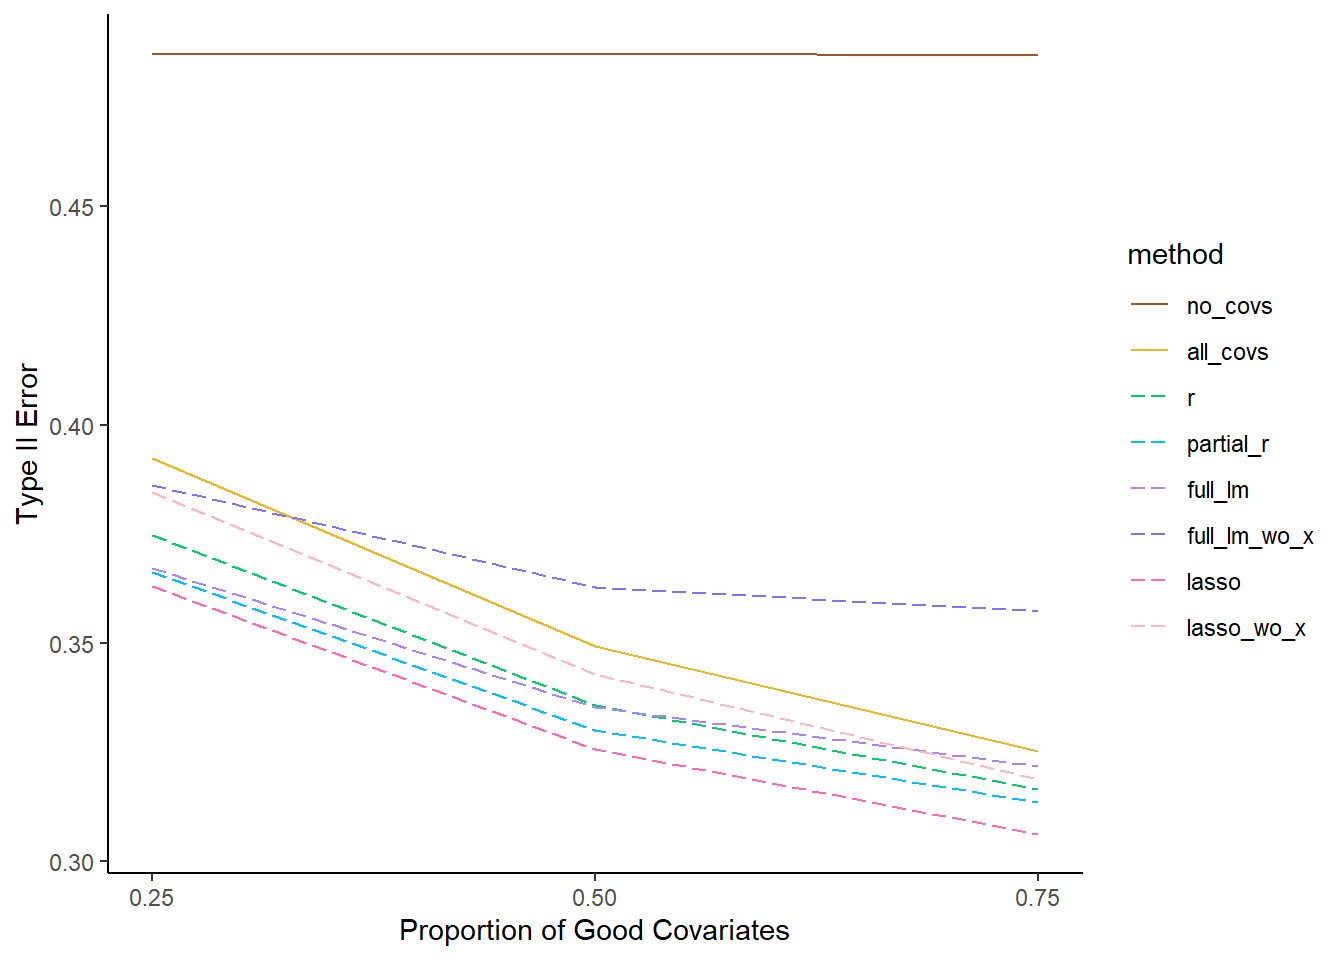 Type II Error
0.45
0.40
0.35
0.30
0.25
0.50
0.75
Proportion of Good Covariates
method
no_covs
all_covs
r
partial_r
full_lm
full_lm_wo_x
lasso
lasso_wo_x